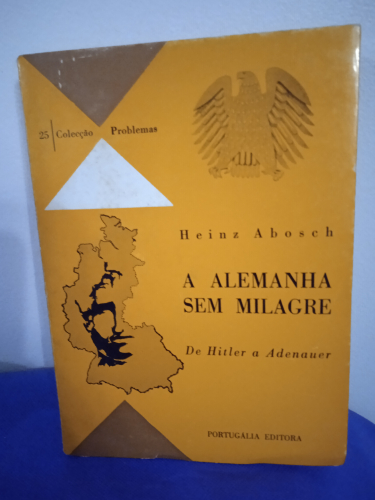 25 Colecção Problemas
Heinz Abosch
A ALEMANHA
SEM MILAGRE
De Hitler a Adenauer
PORTUGÁLIA EDITORA